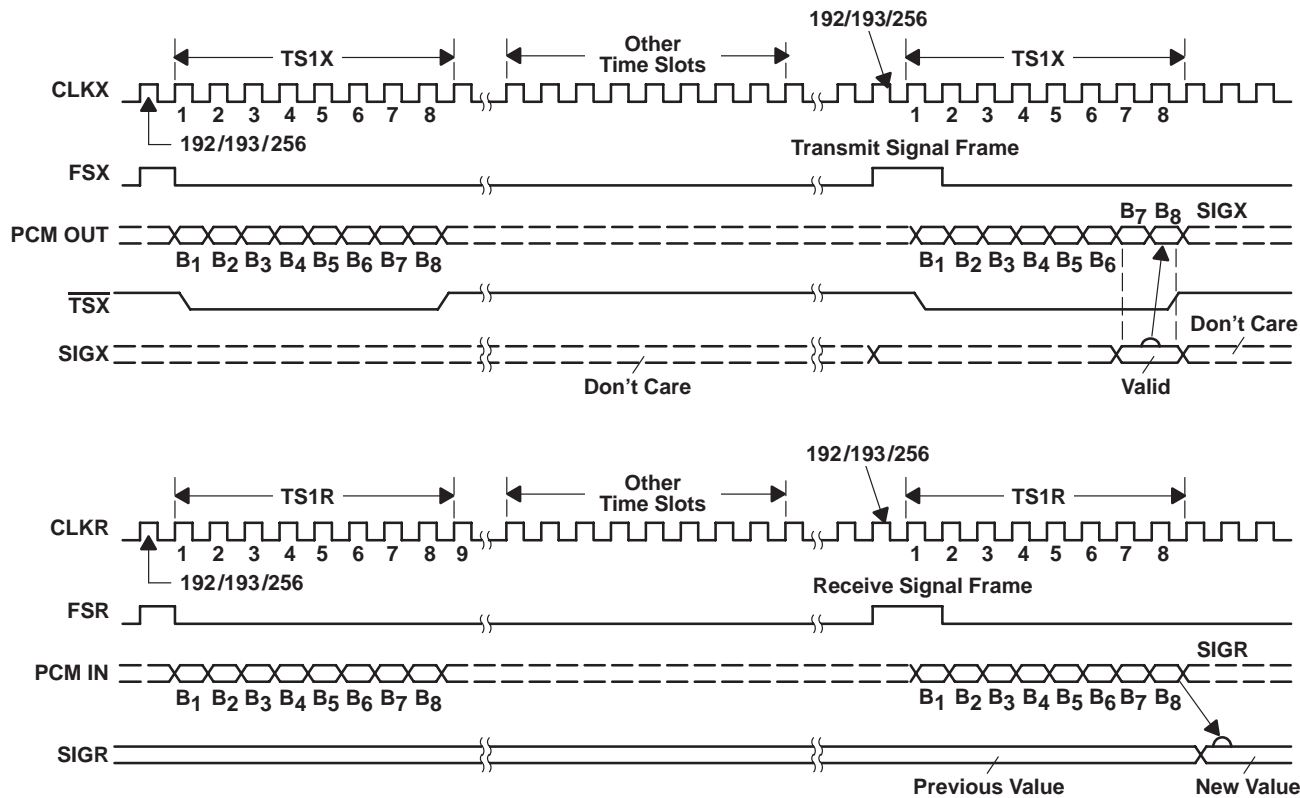 192/193/256
TS1X
Other
Time Slots
TS1X
CLKX
1 2 3 4 5 6 7 8
1 2 3 4 5 6 7 8
192/193/256
Transmit Signal Frame
FSX
B7 B8 SIGX
PCM OUT
B1 B2 B3 B4 B5 B6 B7 B8
B1 B2 B3 B4 B5 B6
TSX
Don't Care
SIGX
Don't Care
Valid
192/193/256
TS1R
Other
Time Slots
TS1R
CLKR
1 2 3 4 5 6 7 8 9
1 2 3 4 5 6 7 8
192/193/256
Receive Signal Frame
FSR
SIGR
PCM IN
B1 B2 B3 B4 B5 B6 B7 B8
B1 B2 B3 B4 B5 B6 B7 B8
SIGR
Previous Value
New Value